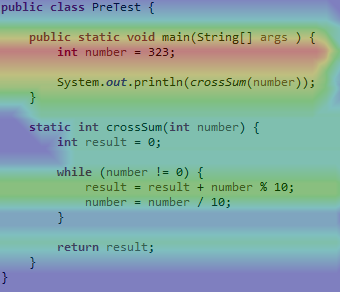 public class PreTest {
    public static void main(String[] args ) {
        int number = 323;
        System.out.println(crossSum(number));
    }
    static int crossSum(int number) {
        int result = 0;
        while (number != 0) {
            result = result + number % 10;
            number = number / 10;
        }
        return result;
    }
}